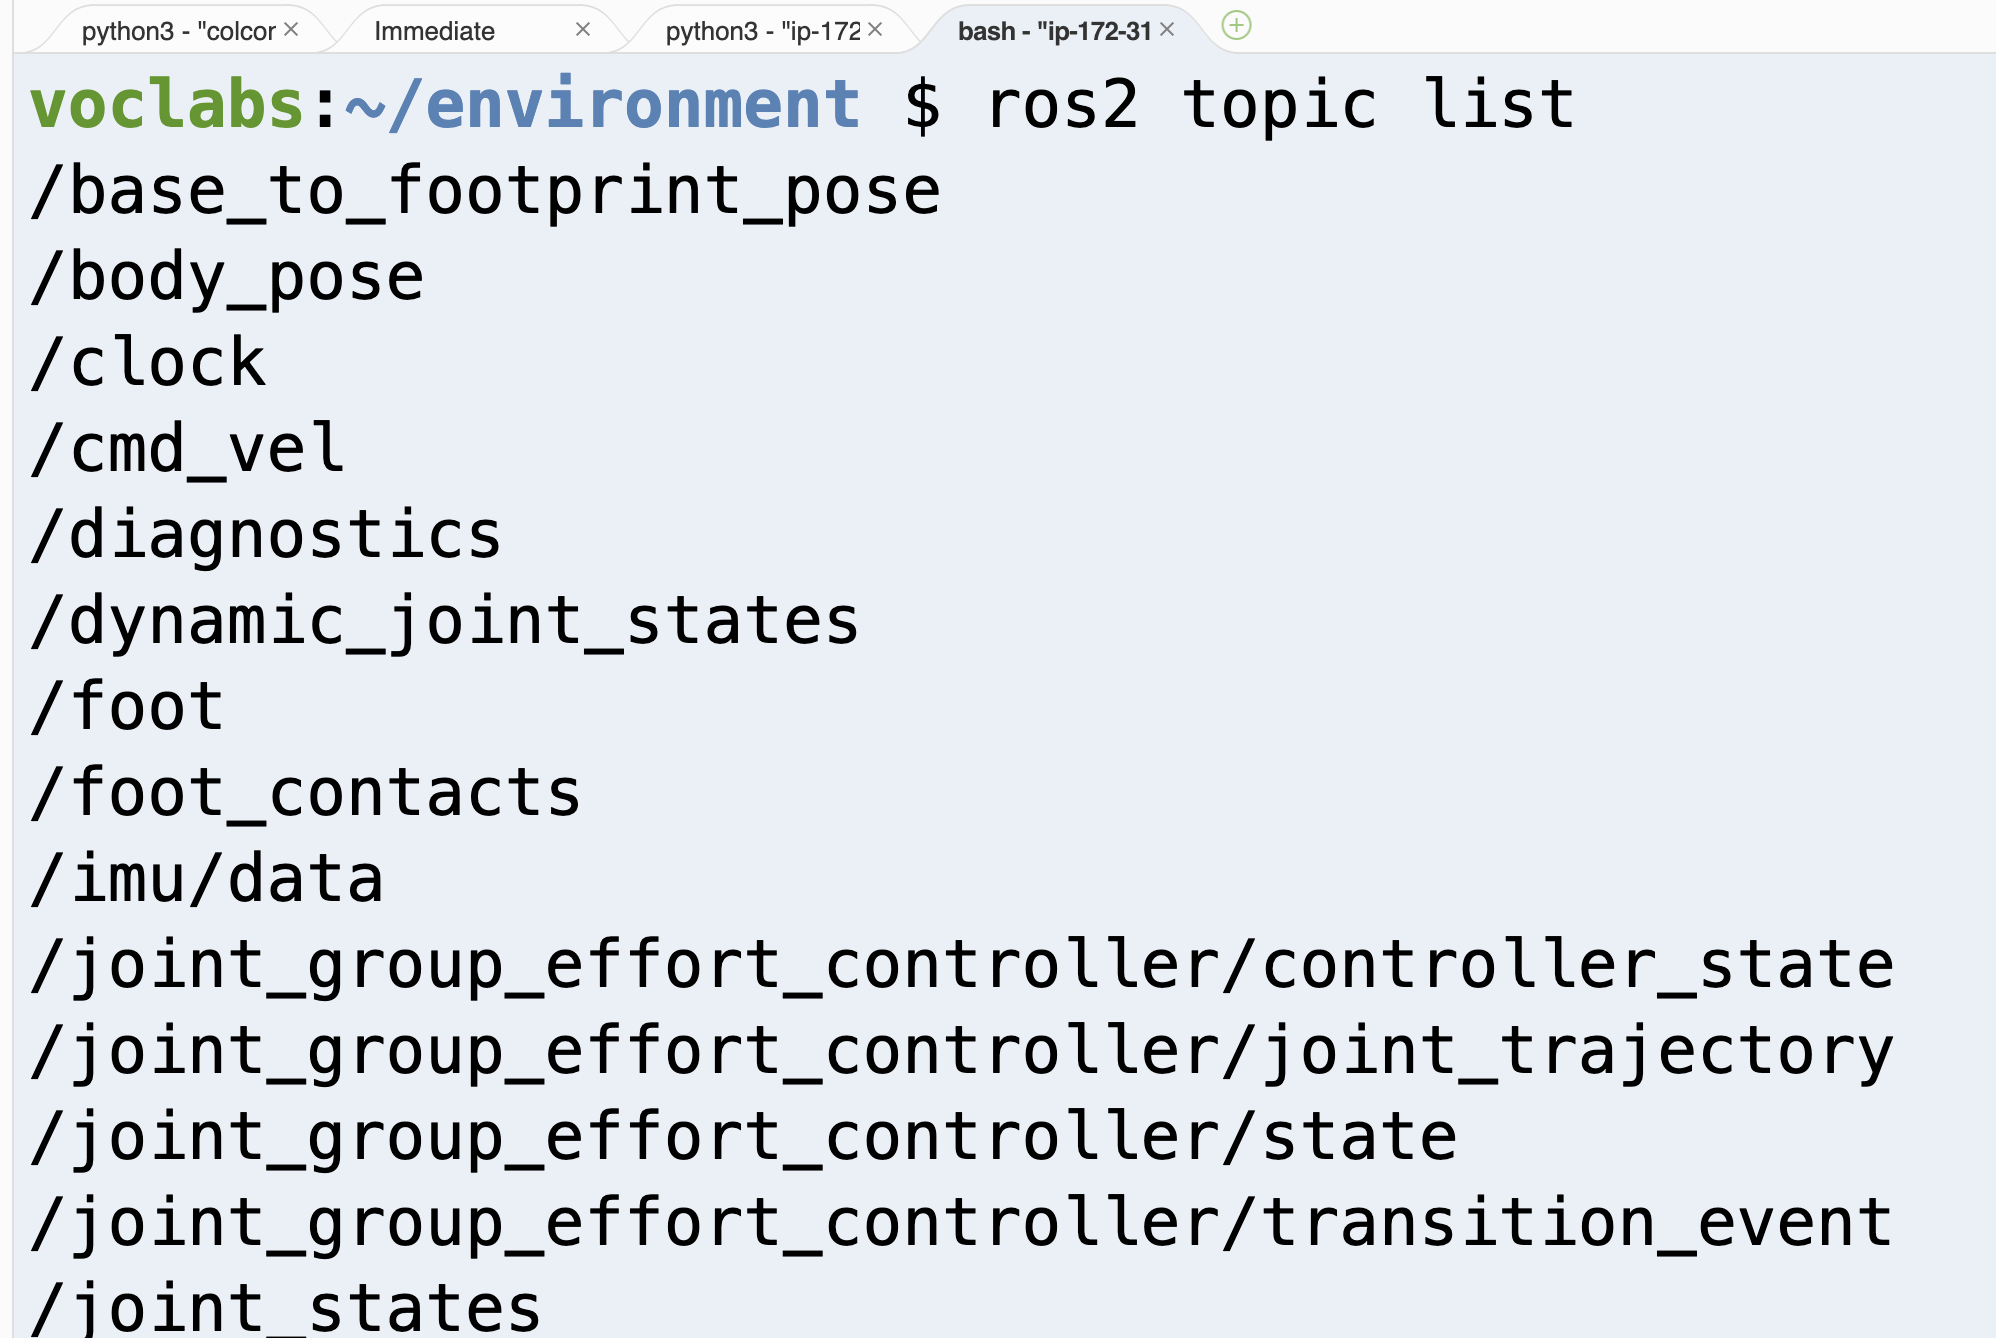 python3 - "colcor × Immediate × python3 - "ip-172 × bash - "ip-172-31 ×
voclabs:~/environment $ ros2 topic list
/base_to_footprint_pose
/body_pose
/clock
/cmd_vel
/diagnostics
/dynamic_joint_states
/foot
/foot_contacts
/imu/data
/joint_group_effort_controller/controller_state
/joint_group_effort_controller/joint_trajectory
/joint_group_effort_controller/state
/joint_group_effort_controller/transition_event
/joint_states